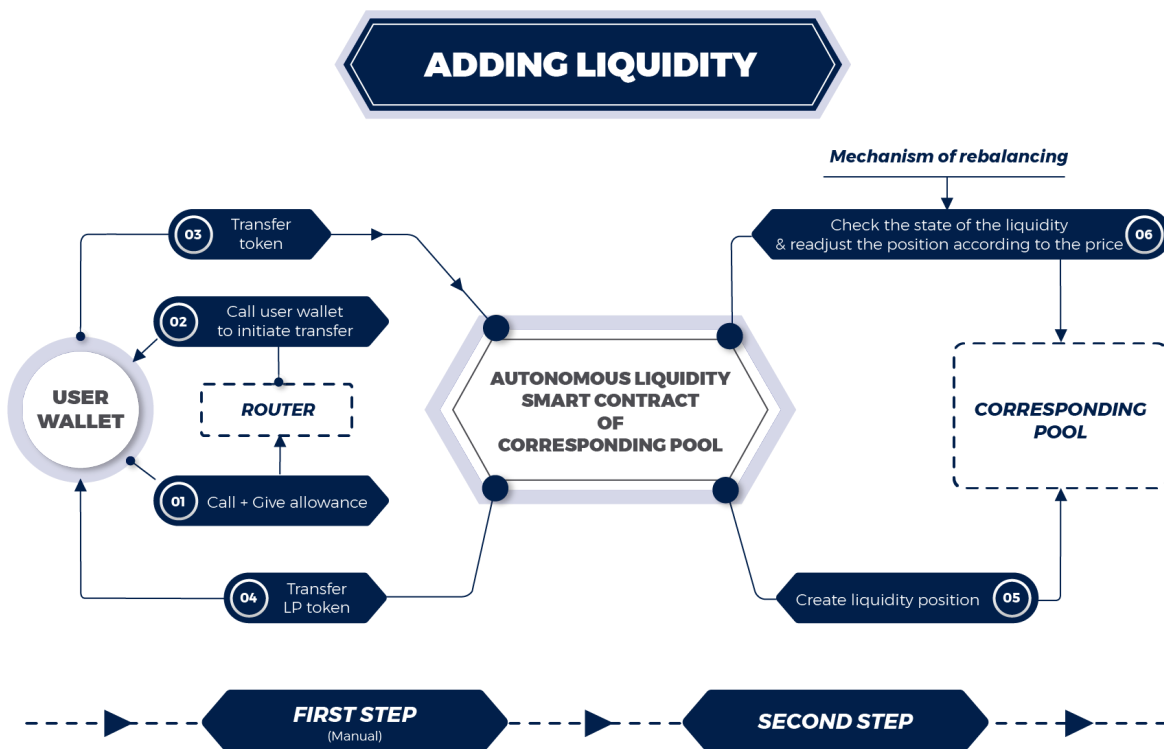 ADDING LIQUIDITY
Mechanism of rebalancing
03
Transfer
token
Check the state of the liquidity
& readjust the position according to the price
06
02
Call user wallet
to initiate transfer
USER
WALLET
ROUTER
AUTONOMOUS LIQUIDITY
SMART CONTRACT
OF
CORRESPONDING POOL
CORRESPONDING
POOL
01
Call + Give allowance
04
Transfer
LP token
Create liquidity position
05
FIRST STEP
(Manual)
SECOND STEP